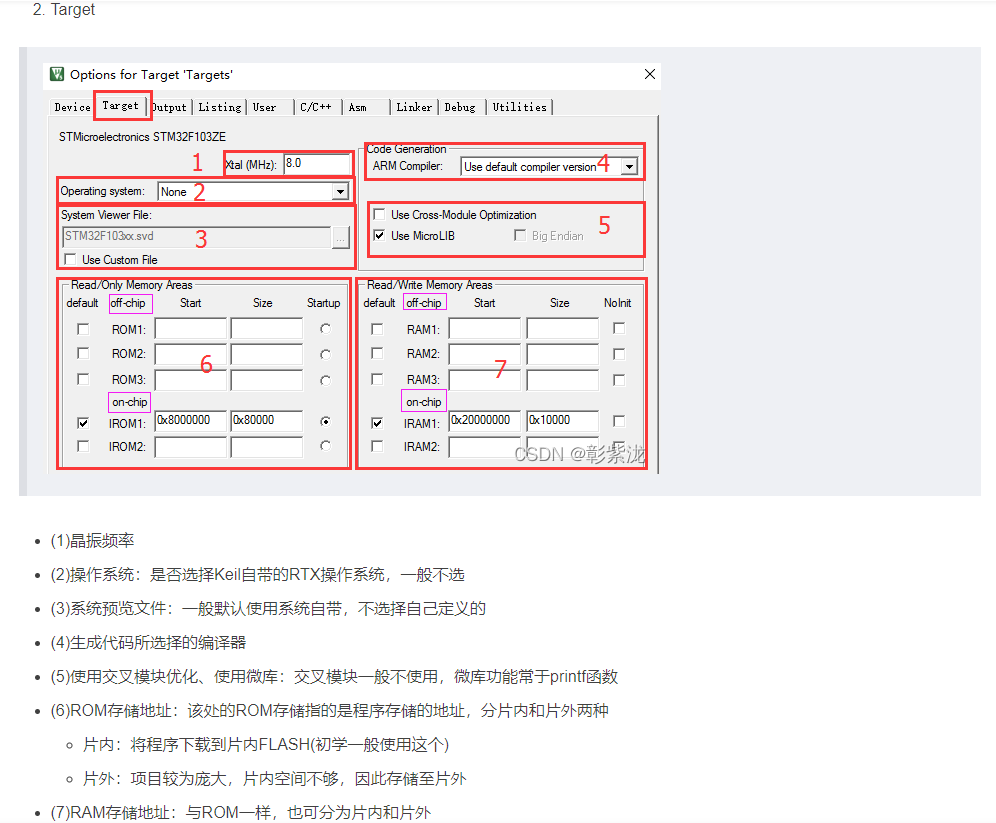 2. Target
Options for Target 'Targets'
Device Target Output Listing User C/C++ Asm Linker Debug Utilities
STMicroelectronics STM32F103ZE
1 Xtal (MHz): 8.0
Code Generation
ARM Compiler: Use default compiler version 4
Operating system: None 2
System Viewer File:
STM32F103xx.svd 3 ...
Use Custom File
Use Cross-Module Optimization
Use MicroLIB Big Endian 5
Read/Only Memory Areas
default off-chip Start Size Startup
ROM1:
ROM2:
ROM3:
6
on-chip
IROM1: 0x8000000 0x80000
IROM2:
Read/Write Memory Areas
default off-chip Start Size NoInit
RAM1:
RAM2:
RAM3:
7
on-chip
IRAM1: 0x20000000 0x10000
IRAM2:
CSDN @彰紫泷
(1)晶振频率
(2)操作系统：是否选择Keil自带的RTX操作系统，一般不选
(3)系统预览文件：一般默认使用系统自带，不选择自己定义的
(4)生成代码所选择的编译器
(5)使用交叉模块优化、使用微库：交叉模块一般不使用，微库功能常于printf函数
(6)ROM存储地址：该处的ROM存储指的是程序存储的地址，分片内和片外两种
片内：将程序下载到片内FLASH(初学一般使用这个)
片外：项目较为庞大，片内空间不够，因此存储至片外
(7)RAM存储地址：与ROM一样，也可分为片内和片外